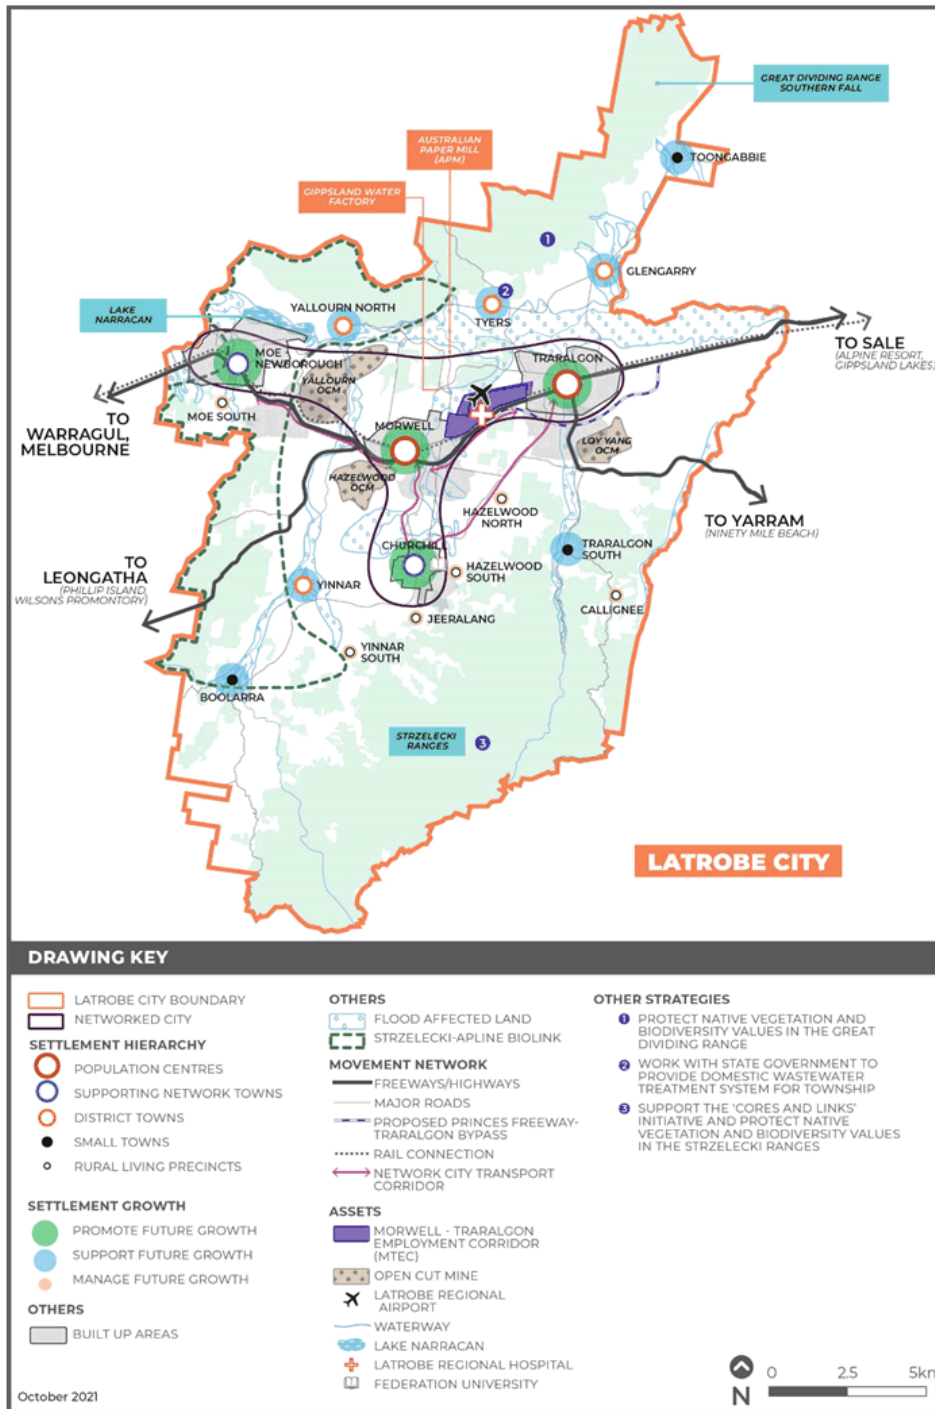 GREAT DIVIDING RANGE
SOUTHERN FALL
AUSTRALIAN
PAPER MILL
(APM)
TOONGABBIE
GIPPSLAND WATER
FACTORY
1
GLENGARRY
LAKE
NARRACAN
YALLOURN NORTH
2
TYERS
TO SALE
(ALPINE RESORT,
GIPPSLAND LAKES)
MOE
NEWBOROUGH
TRARALGON
YALLOURN
OCM
MOE SOUTH
TO
WARRAGUL,
MELBOURNE
MORWELL
LOY YANG
OCM
HAZELWOOD
OCM
HAZELWOOD
NORTH
TO YARRAM
(NINETY MILE BEACH)
TO
LEONGATHA
(PHILLIP ISLAND,
WILSONS PROMONTORY)
CHURCHILL
TRARALGON
SOUTH
HAZELWOOD
SOUTH
YINNAR
CALLIGNEE
JEERALANG
YINNAR
SOUTH
BOOLARRA
STRZELECKI
RANGES
3
LATROBE CITY
DRAWING KEY
LATROBE CITY BOUNDARY
NETWORKED CITY
SETTLEMENT HIERARCHY
POPULATION CENTRES
SUPPORTING NETWORK TOWNS
DISTRICT TOWNS
SMALL TOWNS
RURAL LIVING PRECINCTS
SETTLEMENT GROWTH
PROMOTE FUTURE GROWTH
SUPPORT FUTURE GROWTH
MANAGE FUTURE GROWTH
OTHERS
BUILT UP AREAS
October 2021
OTHERS
FLOOD AFFECTED LAND
STRZELECKI-APLINE BIOLINK
MOVEMENT NETWORK
FREEWAYS/HIGHWAYS
MAJOR ROADS
PROPOSED PRINCES FREEWAY-
TRARALGON BYPASS
RAIL CONNECTION
NETWORK CITY TRANSPORT
CORRIDOR
ASSETS
MORWELL - TRARALGON
EMPLOYMENT CORRIDOR
(MTEC)
OPEN CUT MINE
LATROBE REGIONAL
AIRPORT
WATERWAY
LAKE NARRACAN
LATROBE REGIONAL HOSPITAL
FEDERATION UNIVERSITY
OTHER STRATEGIES
1 PROTECT NATIVE VEGETATION AND
BIODIVERSITY VALUES IN THE GREAT
DIVIDING RANGE
2 WORK WITH STATE GOVERNMENT TO
PROVIDE DOMESTIC WASTEWATER
TREATMENT SYSTEM FOR TOWNSHIP
3 SUPPORT THE 'CORES AND LINKS'
INITIATIVE AND PROTECT NATIVE
VEGETATION AND BIODIVERSITY VALUES
IN THE STRZELECKI RANGES
N
0 2.5 5km